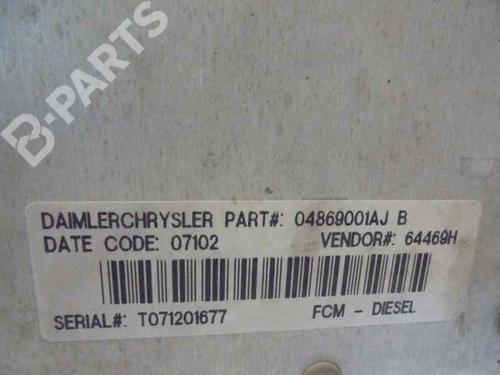 B-PARTS
DAIMLERCHRYSLER PART#: 04869001AJ B
DATE CODE: 07102 VENDOR#: 64469H
SERIAL#: T071201677 FCM - DIESEL